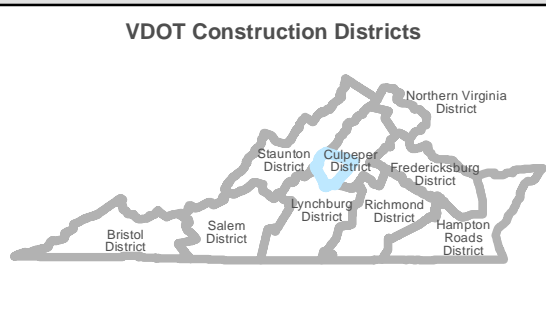 VDOT Construction Districts
Northern Virginia
District
Staunton
District
Culpeper
District
Fredericksburg
District
Lynchburg
District
Richmond
District
Bristol
District
Salem
District
Hampton
Roads
District